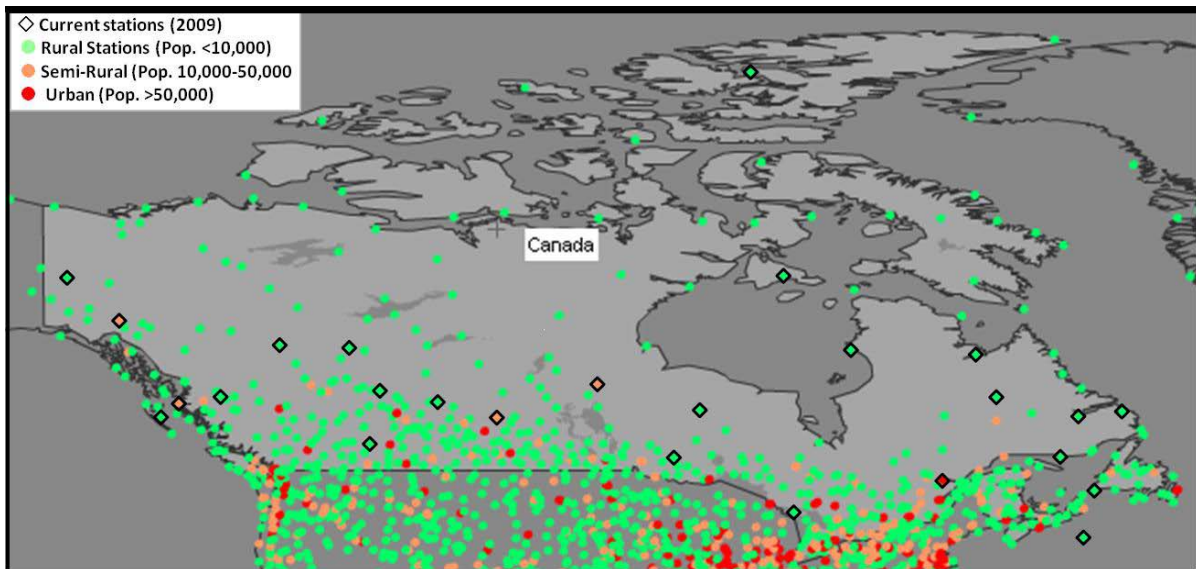 Current stations (2009)
Rural Stations (Pop. <10,000)
Semi-Rural (Pop. 10,000-50,000
Urban (Pop. >50,000)
Canada